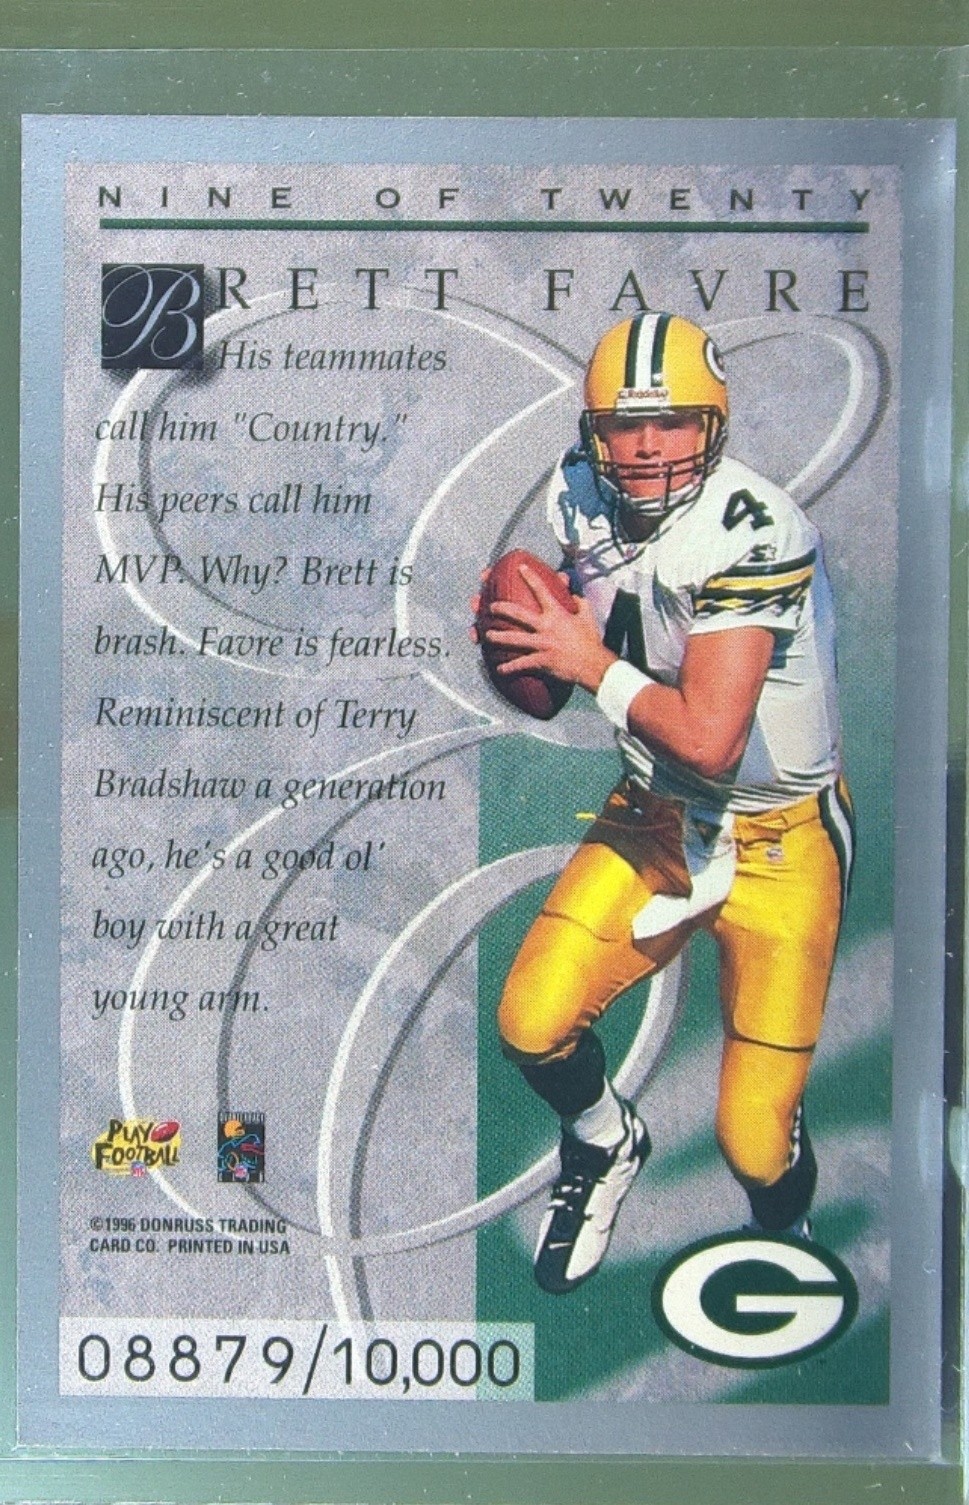 NINE OF TWENTY
BRETT FAVRE
His teammates
call him "Country."
His peers call him
MVP. Why? Brett is
brash. Favre is fearless.
Reminiscent of Terry
Bradshaw a generation
ago, he's a good ol'
boy with a great
young arm.
Riddell
4
4
G
PLAY
FOOTBALL
©1996 DONRUSS TRADING
CARD CO. PRINTED IN USA
G
08879/10,000